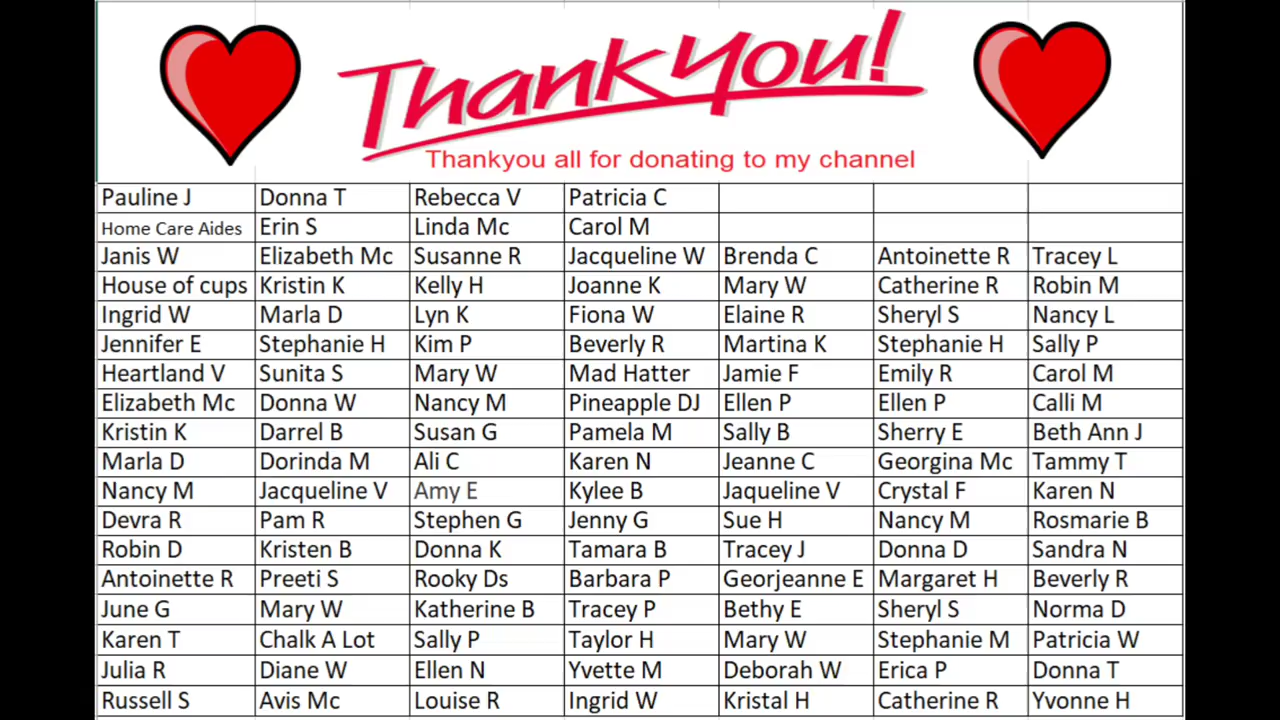 Thank you!
Thankyou all for donating to my channel
Pauline J Donna T Rebecca V Patricia C
Home Care Aides Erin S Linda Mc Carol M
Janis W Elizabeth Mc Susanne R Jacqueline W Brenda C Antoinette R Tracey L
House of cups Kristin K Kelly H Joanne K Mary W Catherine R Robin M
Ingrid W Marla D Lyn K Fiona W Elaine R Sheryl S Nancy L
Jennifer E Stephanie H Kim P Beverly R Martina K Stephanie H Sally P
Heartland V Sunita S Mary W Mad Hatter Jamie F Emily R Carol M
Elizabeth Mc Donna W Nancy M Pineapple DJ Ellen P Ellen P Calli M
Kristin K Darrel B Susan G Pamela M Sally B Sherry E Beth Ann J
Marla D Dorinda M Ali C Karen N Jeanne C Georgina Mc Tammy T
Nancy M Jacqueline V Amy E Kylee B Jaqueline V Crystal F Karen N
Devra R Pam R Stephen G Jenny G Sue H Nancy M Rosmarie B
Robin D Kristen B Donna K Tamara B Tracey J Donna D Sandra N
Antoinette R Preeti S Rooky Ds Barbara P Georjeanne E Margaret H Beverly R
June G Mary W Katherine B Tracey P Bethy E Sheryl S Norma D
Karen T Chalk A Lot Sally P Taylor H Mary W Stephanie M Patricia W
Julia R Diane W Ellen N Yvette M Deborah W Erica P Donna T
Russell S Avis Mc Louise R Ingrid W Kristal H Catherine R Yvonne H